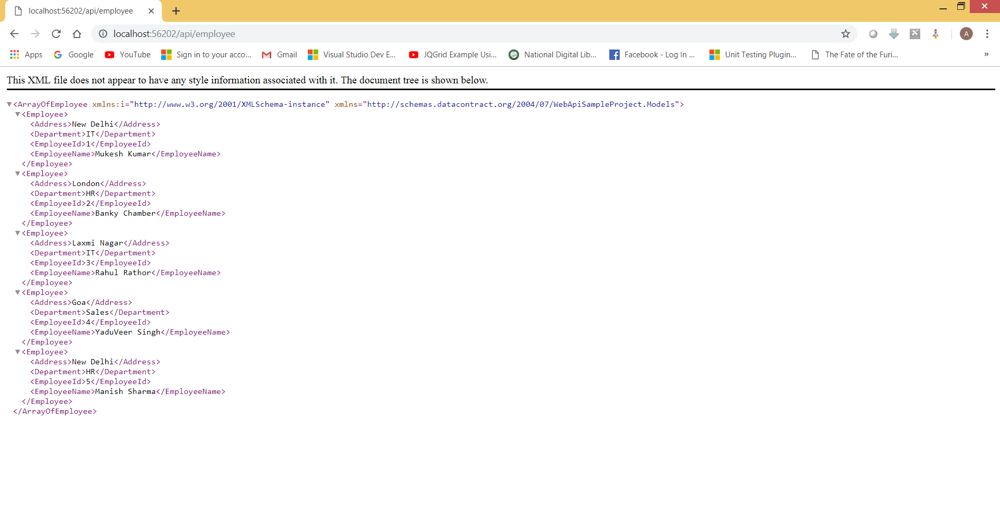 localhost:56202/api/employee
localhost:56202/api/employee
A
Apps Google YouTube Sign in to your acco... Gmail Visual Studio Dev E... JQGrid Example Usi... National Digital Lib... Facebook - Log In ... Unit Testing Plugin... The Fate of the Furi... »
This XML file does not appear to have any style information associated with it. The document tree is shown below.
<ArrayOfEmployee xmlns:i="http://www.w3.org/2001/XMLSchema-instance" xmlns="http://schemas.datacontract.org/2004/07/WebApiSampleProject.Models">
<Employee>
<Address>New Delhi</Address>
<Department>IT</Department>
<EmployeeId>1</EmployeeId>
<EmployeeName>Mukesh Kumar</EmployeeName>
</Employee>
<Employee>
<Address>London</Address>
<Department>HR</Department>
<EmployeeId>2</EmployeeId>
<EmployeeName>Banky Chamber</EmployeeName>
</Employee>
<Employee>
<Address>Laxmi Nagar</Address>
<Department>IT</Department>
<EmployeeId>3</EmployeeId>
<EmployeeName>Rahul Rathor</EmployeeName>
</Employee>
<Employee>
<Address>Goa</Address>
<Department>Sales</Department>
<EmployeeId>4</EmployeeId>
<EmployeeName>YaduVeer Singh</EmployeeName>
</Employee>
<Employee>
<Address>New Delhi</Address>
<Department>HR</Department>
<EmployeeId>5</EmployeeId>
<EmployeeName>Manish Sharma</EmployeeName>
</Employee>
</ArrayOfEmployee>